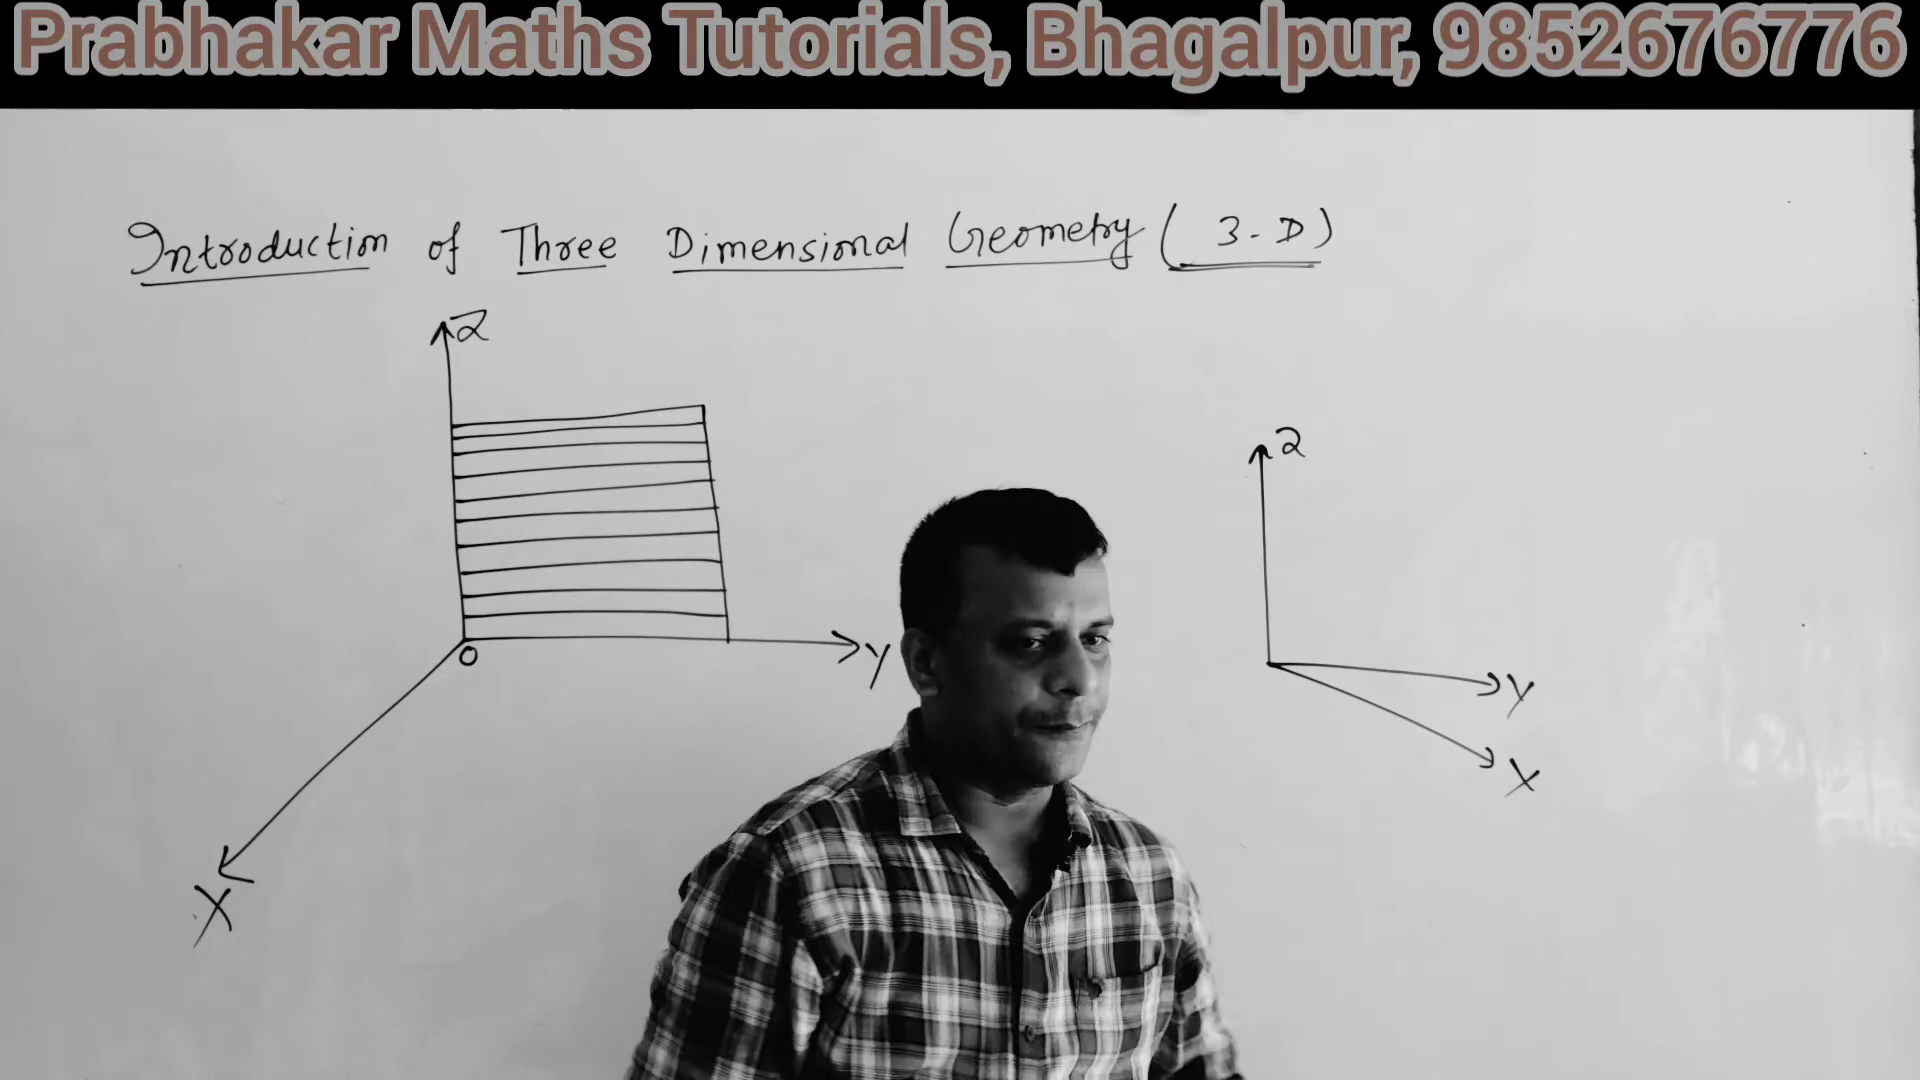 Prabhakar Maths Tutorials, Bhagalpur, 9852676776
Introduction of Three Dimensional Geometry ( 3-D )
Z
Z
O
Y
Y
X
X